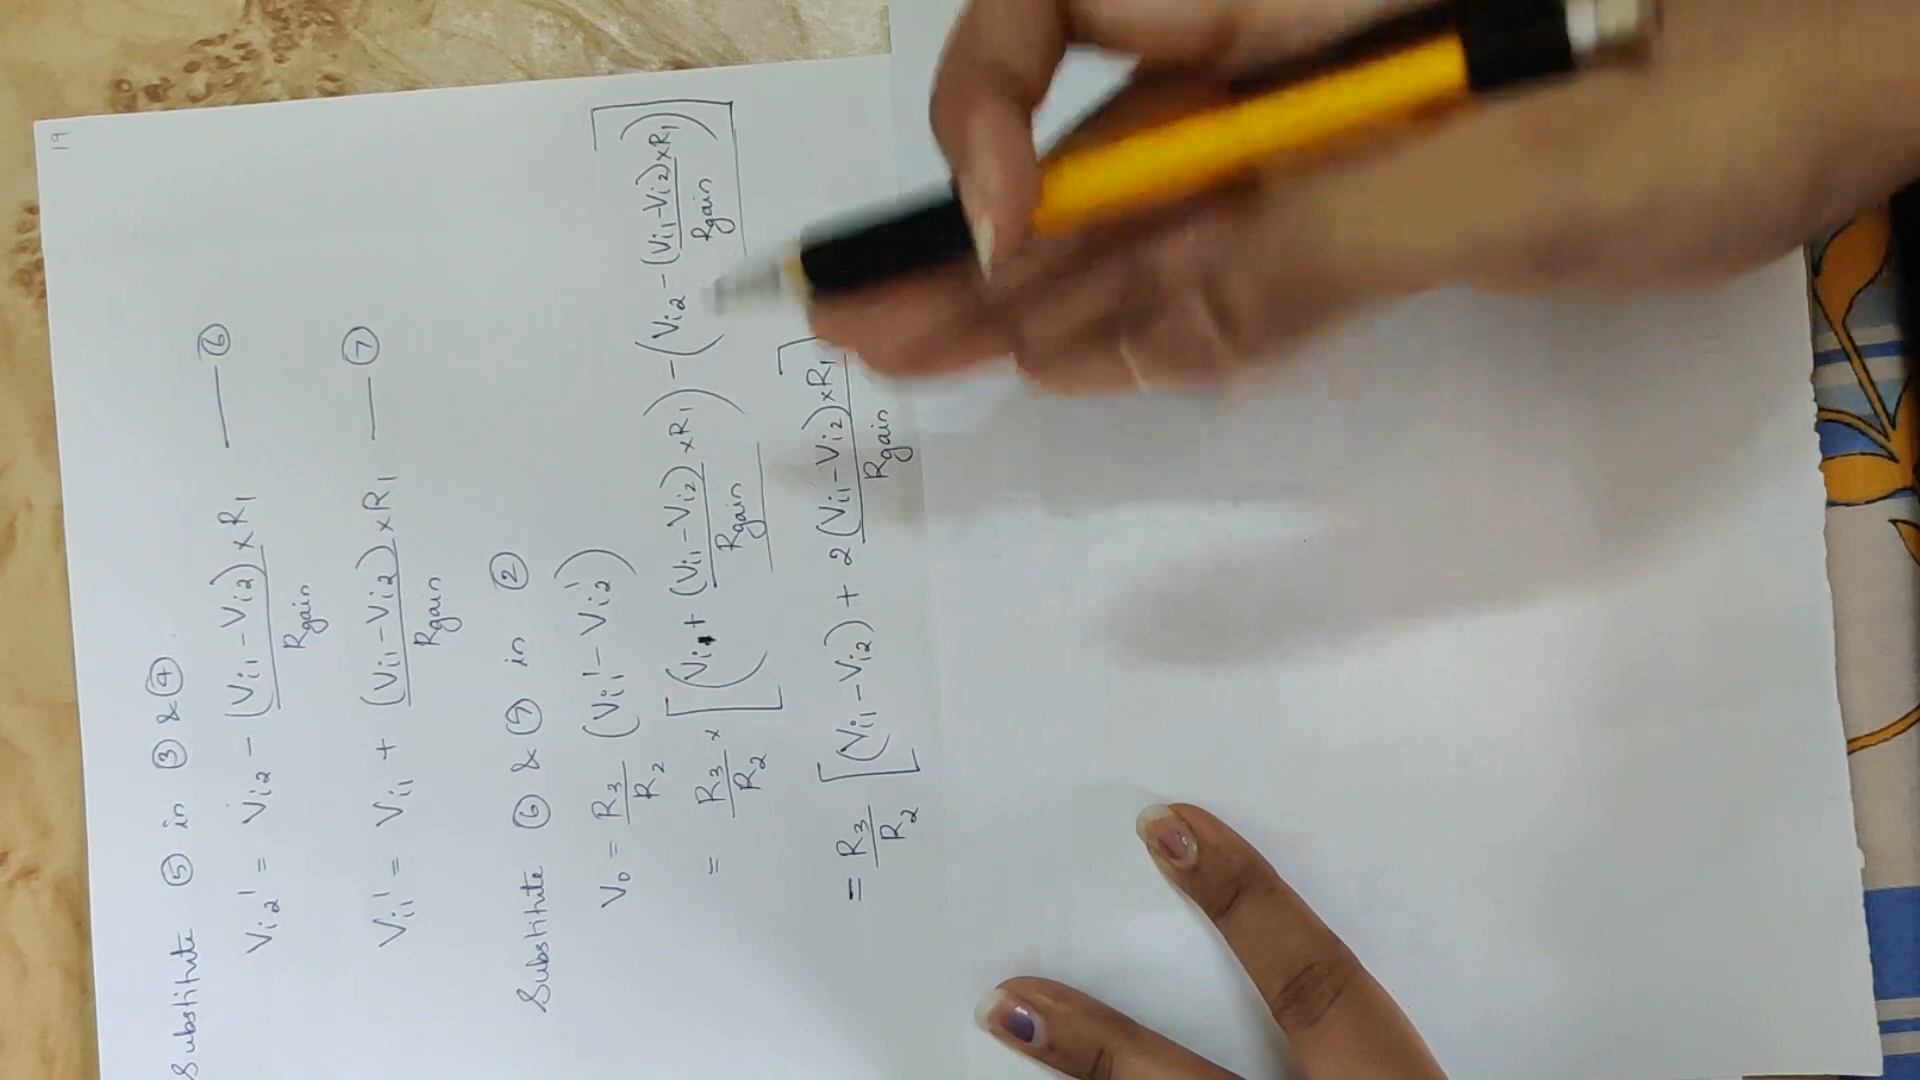 19
Substitute ⑤ in ③ & ④
Vi2' = Vi2 - (Vi1 - Vi2) × R1 / Rgain —— ⑥
Vi1' = Vi1 + (Vi1 - Vi2) × R1 / Rgain —— ⑦
Substitute ⑥ & ⑦ in ②
Vo = R3/R2 (Vi1' - Vi2')
= R3/R2 × [(Vi1 + (Vi1 - Vi2)/Rgain × R1) - (Vi2 - (Vi1 - Vi2) × R1 / Rgain)]
= R3/R2 [(Vi1 - Vi2) + 2 (Vi1 - Vi2) × R1 / Rgain]